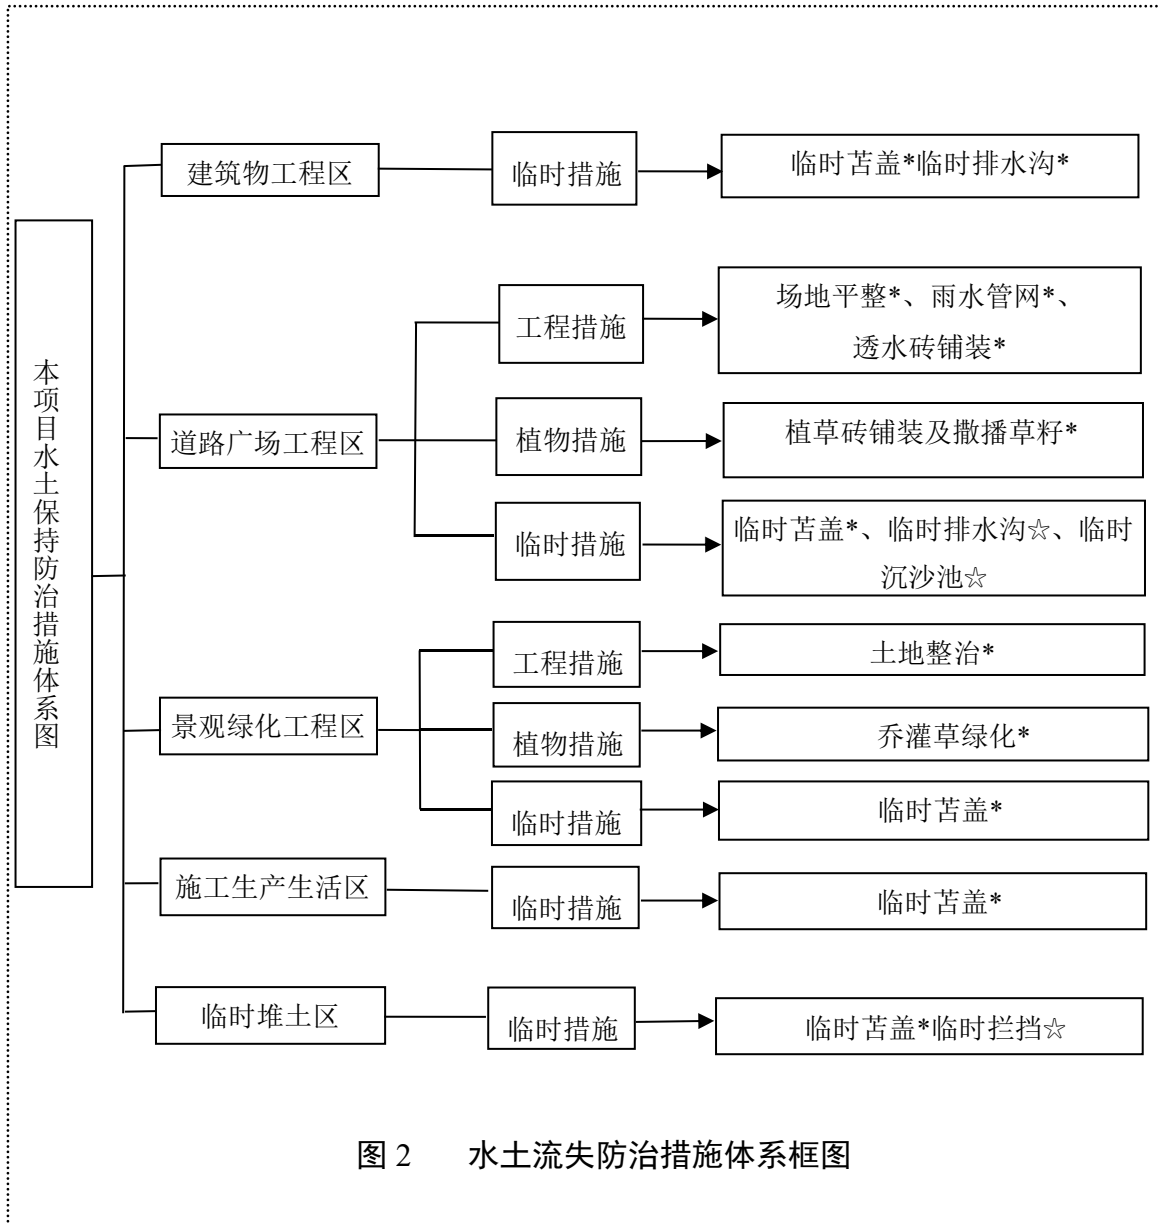 本项目水土保持防治措施体系图
建筑物工程区
临时措施
临时苫盖*临时排水沟*
道路广场工程区
工程措施
场地平整*、雨水管网*、
透水砖铺装*
植物措施
植草砖铺装及撒播草籽*
临时措施
临时苫盖*、临时排水沟☆、临时
沉沙池☆
景观绿化工程区
工程措施
土地整治*
植物措施
乔灌草绿化*
临时措施
临时苫盖*
施工生产生活区
临时措施
临时苫盖*
临时堆土区
临时措施
临时苫盖*临时拦挡☆
图 2 水土流失防治措施体系框图